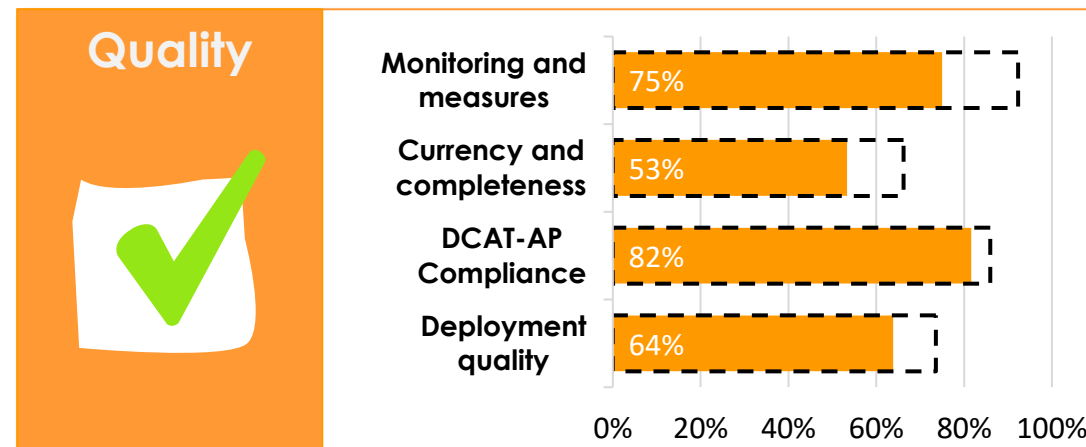 Quality
Monitoring and
measures
75%
Currency and
completeness
53%
DCAT-AP
Compliance
82%
Deployment
quality
64%
0% 20% 40% 60% 80% 100%